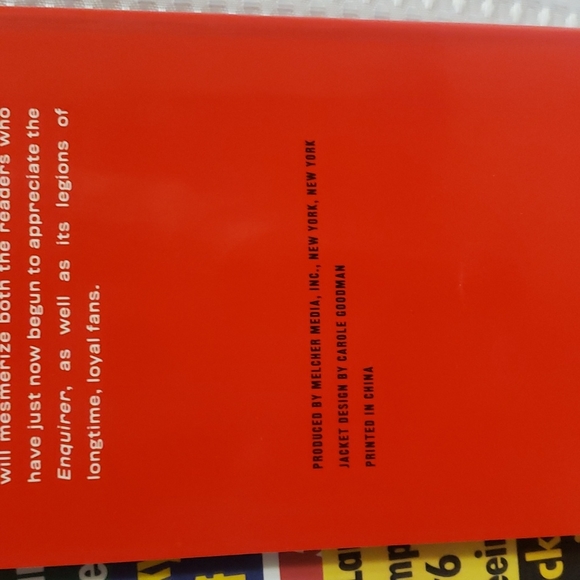 will mesmerize both the readers who
have just now begun to appreciate the
Enquirer, as well as its legions of
longtime, loyal fans.
PRODUCED BY MELCHER MEDIA, INC., NEW YORK, NEW YORK
JACKET DESIGN BY CAROLE GOODMAN
PRINTED IN CHINA